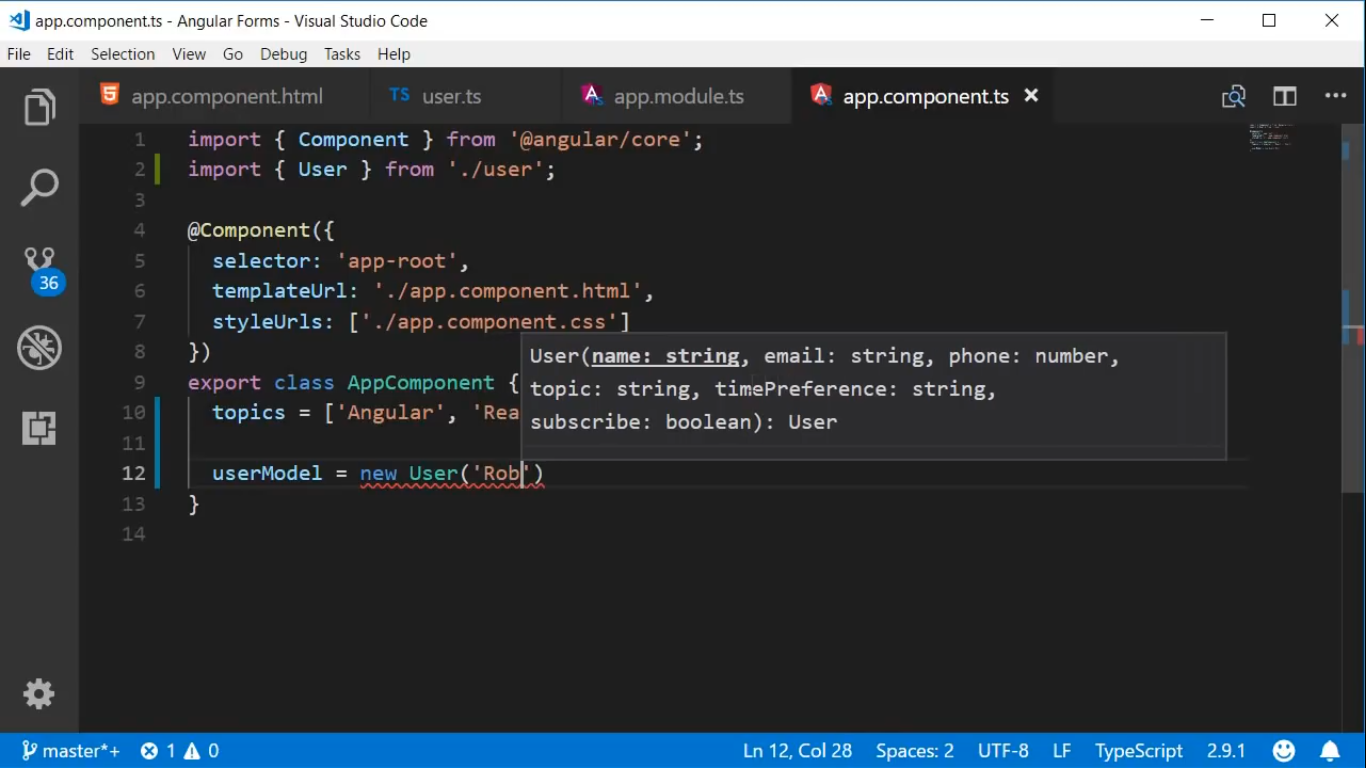 app.component.ts - Angular Forms - Visual Studio Code
File Edit Selection View Go Debug Tasks Help
app.component.html TS user.ts app.module.ts app.component.ts
1 import { Component } from '@angular/core';
2 import { User } from './user';
3
4 @Component({
5 selector: 'app-root',
6 templateUrl: './app.component.html',
7 styleUrls: ['./app.component.css']
8 })
9 export class AppComponent {
10 topics = ['Angular', 'Rea
11
12 userModel = new User('Rob')
13 }
14
User(name: string, email: string, phone: number,
topic: string, timePreference: string,
subscribe: boolean): User
36
master*+ 1 0 Ln 12, Col 28 Spaces: 2 UTF-8 LF TypeScript 2.9.1